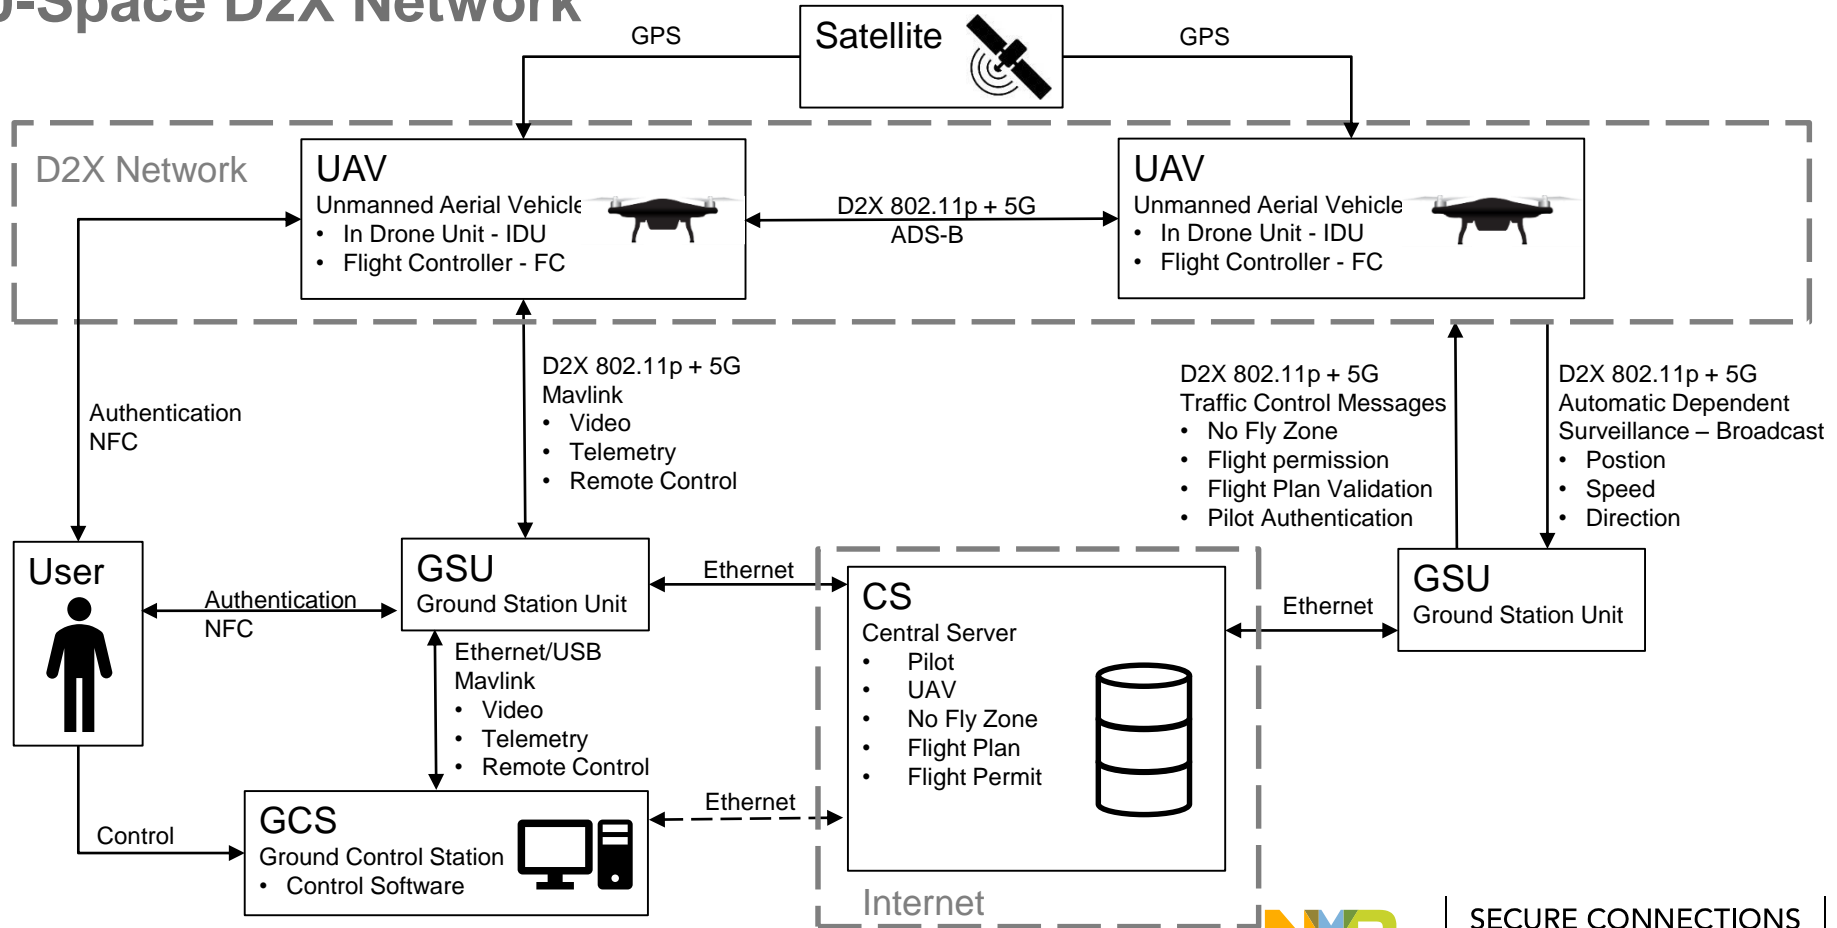 U-Space D2X Network
GPS
Satellite
GPS
D2X Network
UAV
Unmanned Aerial Vehicle
• In Drone Unit - IDU
• Flight Controller - FC
D2X 802.11p + 5G
ADS-B
UAV
Unmanned Aerial Vehicle
• In Drone Unit - IDU
• Flight Controller - FC
Authentication
NFC
D2X 802.11p + 5G
Mavlink
• Video
• Telemetry
• Remote Control
D2X 802.11p + 5G
Traffic Control Messages
• No Fly Zone
• Flight permission
• Flight Plan Validation
• Pilot Authentication
D2X 802.11p + 5G
Automatic Dependent
Surveillance – Broadcast
• Postion
• Speed
• Direction
User
Authentication
NFC
GSU
Ground Station Unit
Ethernet
CS
Central Server
• Pilot
• UAV
• No Fly Zone
• Flight Plan
• Flight Permit
Ethernet
GSU
Ground Station Unit
Ethernet/USB
Mavlink
• Video
• Telemetry
• Remote Control
Control
GCS
Ground Control Station
• Control Software
Ethernet
Internet
NXP
SECURE CONNECTIONS